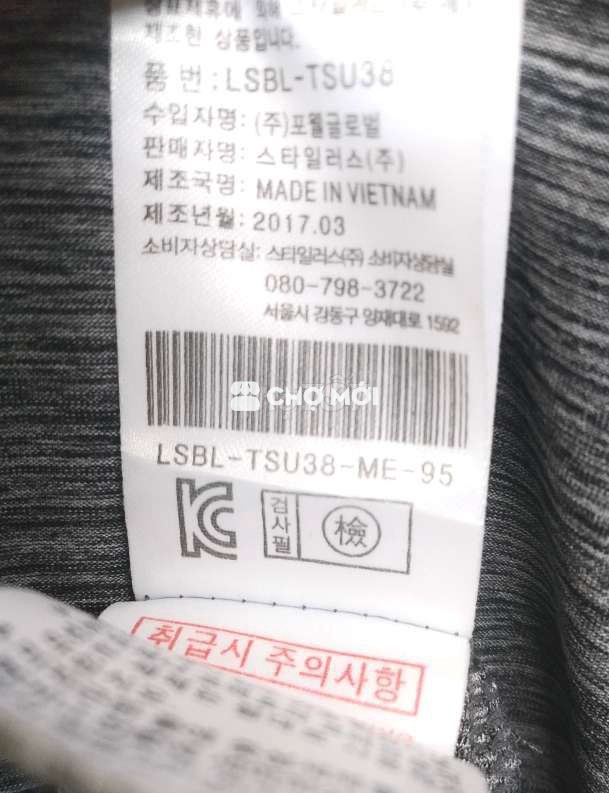 제조한 상품입니다.
품 번 : LSBL-TSU38
수입자명: (주)포월글로벌
판매자명: 스타일러스(주)
제조국명: MADE IN VIETNAM
제조년월: 2017.03
소비자상담실: 스타일러스(주) 소비자상담실
080-798-3722
서울시 강동구 양재대로 1592
CHỢ MỚI
LSBL-TSU38-ME-95
검사필 檢
취급시 주의사항